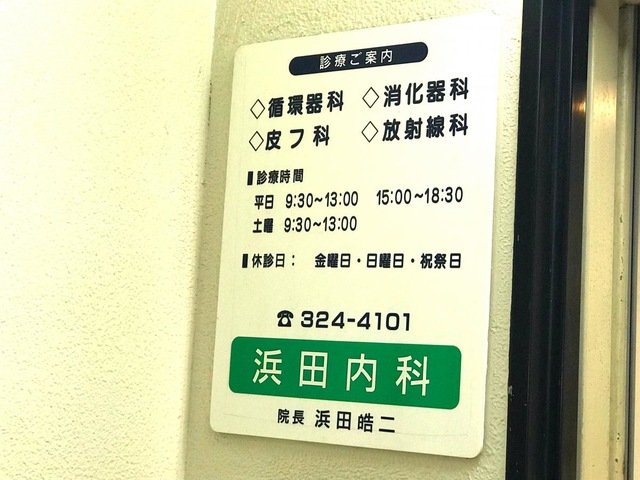 診療ご案内
◇循環器科 ◇消化器科
◇皮フ科 ◇放射線科
▮診療時間
平日 9:30~13:00 15:00~18:30
土曜 9:30~13:00
▮休診日: 金曜日・日曜日・祝祭日
☎324-4101
浜田内科
院長 浜田皓二